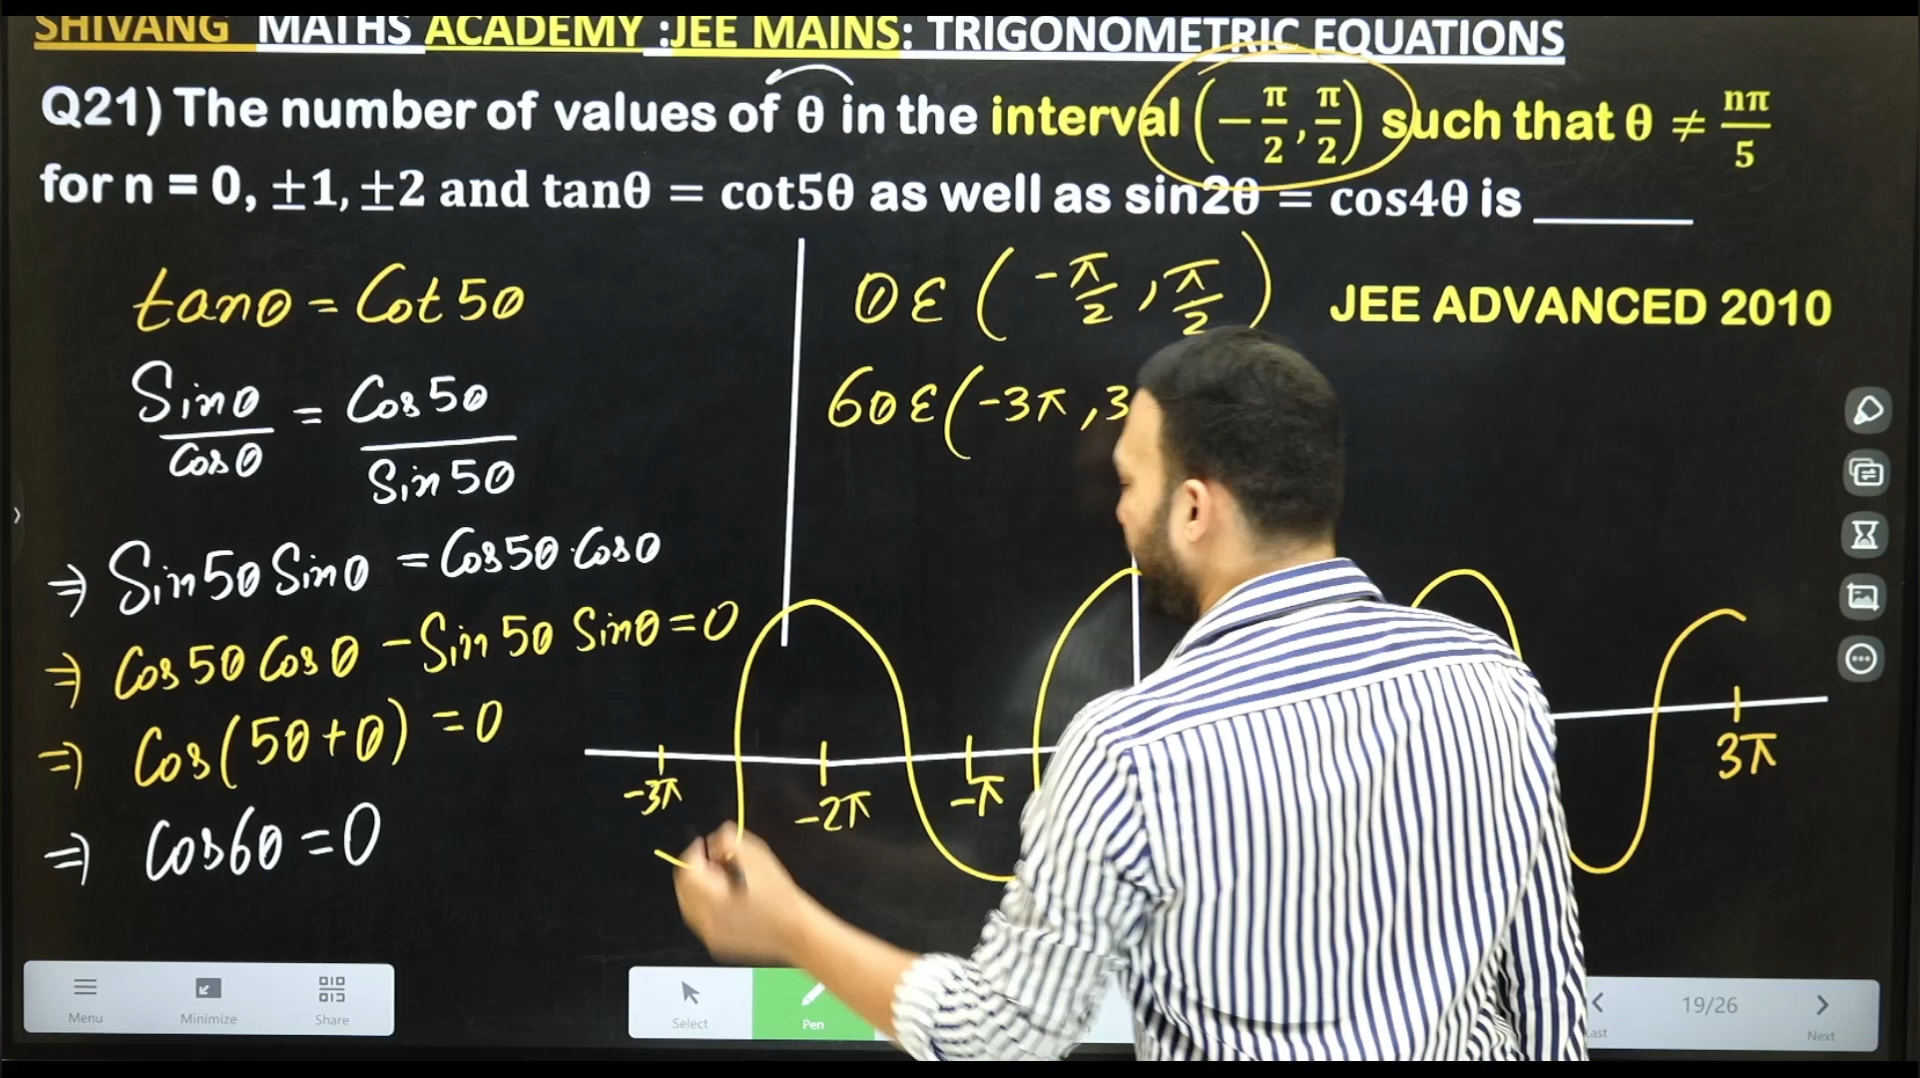 SHIVANG MATHS ACADEMY :JEE MAINS: TRIGONOMETRIC EQUATIONS
Q21) The number of values of θ in the interval (−π/2, π/2) such that θ ≠ nπ/5
for n = 0, ±1, ±2 and tanθ = cot5θ as well as sin2θ = cos4θ is ______
tanθ = Cot5θ
Sinθ/Cosθ = Cos5θ/Sin5θ
⇒ Sin5θ Sinθ = Cos5θ·Cosθ
⇒ Cos5θ Cosθ − Sin5θ Sinθ = 0
⇒ Cos(5θ+θ) = 0
⇒ Cos6θ = 0
θ ε (−π/2, π/2)
JEE ADVANCED 2010
6θ ε (−3π, 3
−3π
−2π
−π
3π
Menu
Minimize
Share
Select
Pen
19/26
Next